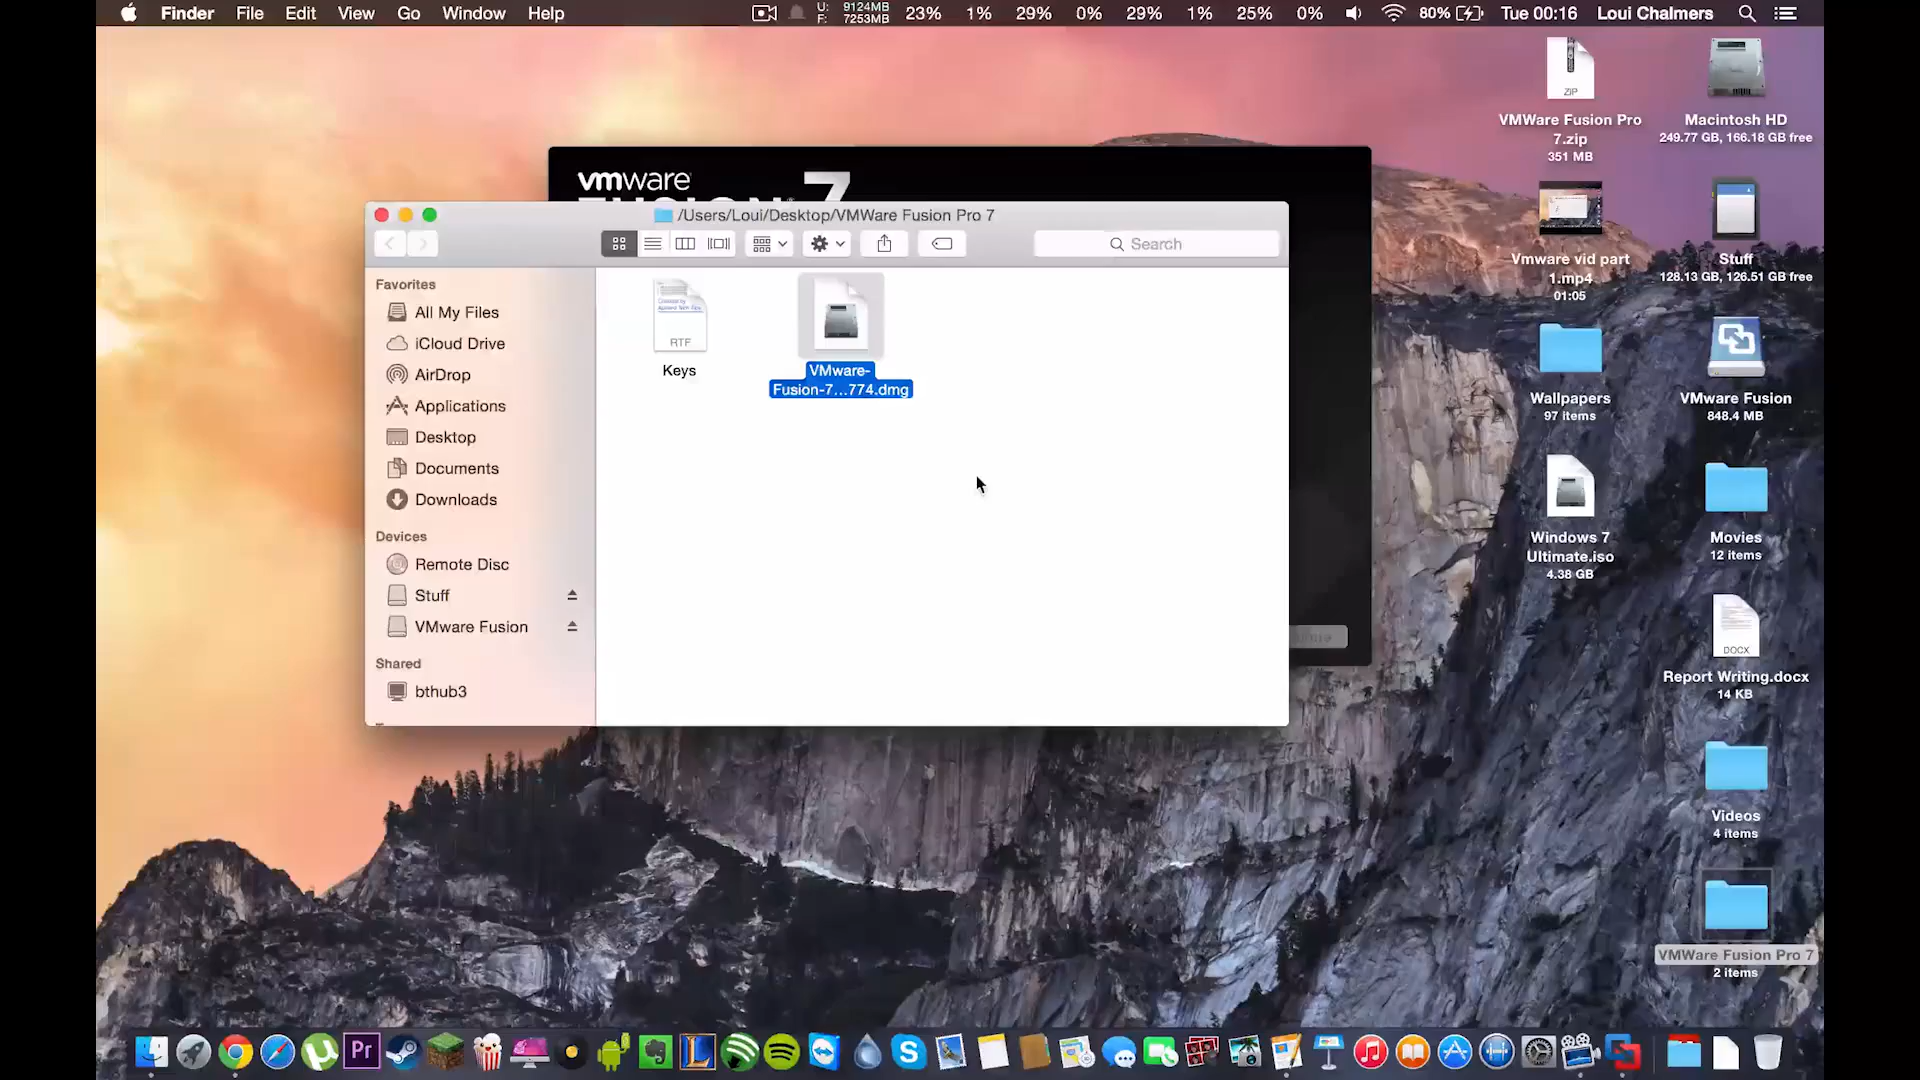 Finder File Edit View Go Window Help
U: 9124MB
F: 7253MB
23% 1% 29% 0% 29% 1% 25% 0% 80% Tue 00:16 Loui Chalmers
ZIP
VMWare Fusion Pro
7.zip
351 MB
Macintosh HD
249.77 GB, 166.18 GB free
Vmware vid part
1.mp4
01:05
Stuff
128.13 GB, 126.51 GB free
Wallpapers
97 items
VMware Fusion
848.4 MB
Windows 7
Ultimate.iso
4.38 GB
Movies
12 items
DOCX
Report Writing.docx
14 KB
Videos
4 items
VMWare Fusion Pro 7
2 items
vmware
FUSION 7
/Users/Loui/Desktop/VMWare Fusion Pro 7
Search
Favorites
All My Files
iCloud Drive
AirDrop
Applications
Desktop
Documents
Downloads
Devices
Remote Disc
Stuff
VMware Fusion
Shared
bthub3
RTF
Keys
VMware-
Fusion-7...774.dmg
Pr